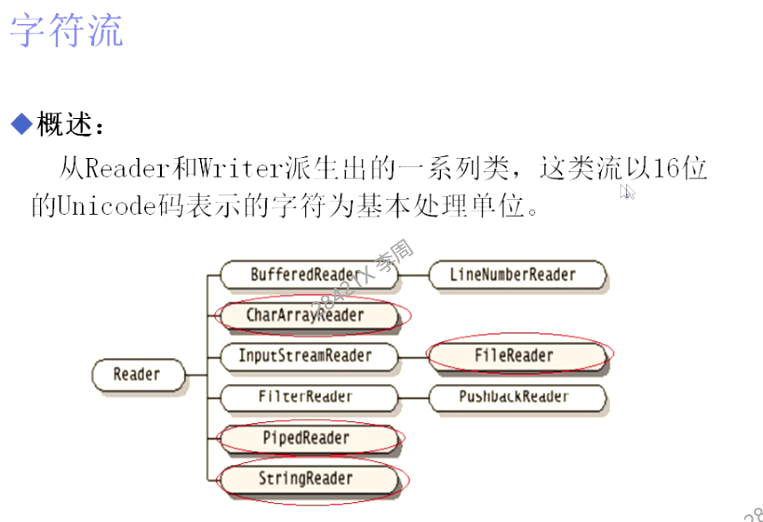 字符流
◆概述：
从Reader和Writer派生出的一系列类，这类流以16位
的Unicode码表示的字符为基本处理单位。
BufferedReader
LineNumberReader
CharArrayReader
InputStreamReader
FileReader
Reader
FilterReader
PushbackReader
PipedReader
StringReader
李周